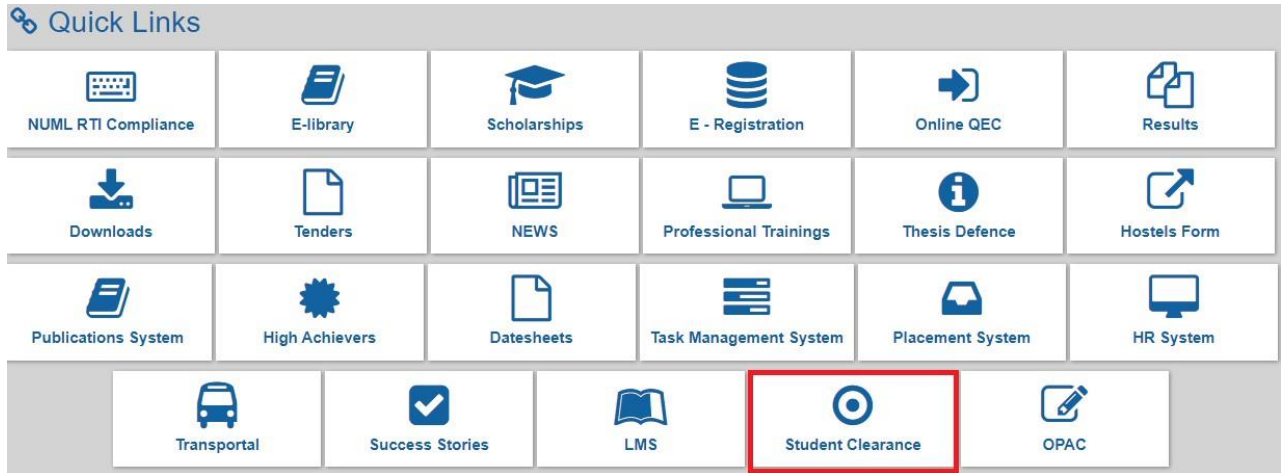 Quick Links
NUML RTI Compliance
E-library
Scholarships
E - Registration
Online QEC
Results
Downloads
Tenders
NEWS
Professional Trainings
Thesis Defence
Hostels Form
Publications System
High Achievers
Datesheets
Task Management System
Placement System
HR System
Transportal
Success Stories
LMS
Student Clearance
OPAC